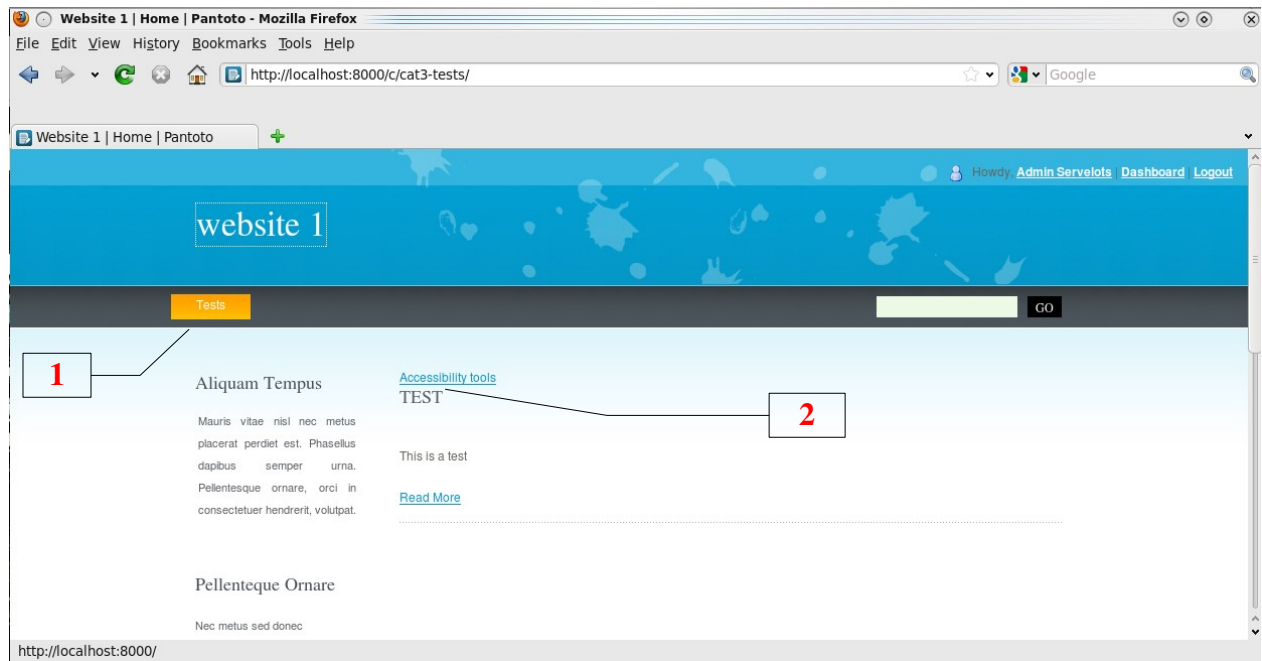 Website 1 | Home | Pantoto - Mozilla Firefox
File Edit View History Bookmarks Tools Help
http://localhost:8000/c/cat3-tests/
Google
Website 1 | Home | Pantoto
Howdy, Admin Servelots | Dashboard | Logout
website 1
Tests
GO
1
Aliquam Tempus
Mauris vitae nisl nec metus
placerat perdiet est. Phasellus
dapibus semper urna.
Pellentesque ornare, orci in
consectetuer hendrerit, volutpat.
Pellenteque Ornare
Nec metus sed donec
Accessibility tools
TEST
2
This is a test
Read More
http://localhost:8000/